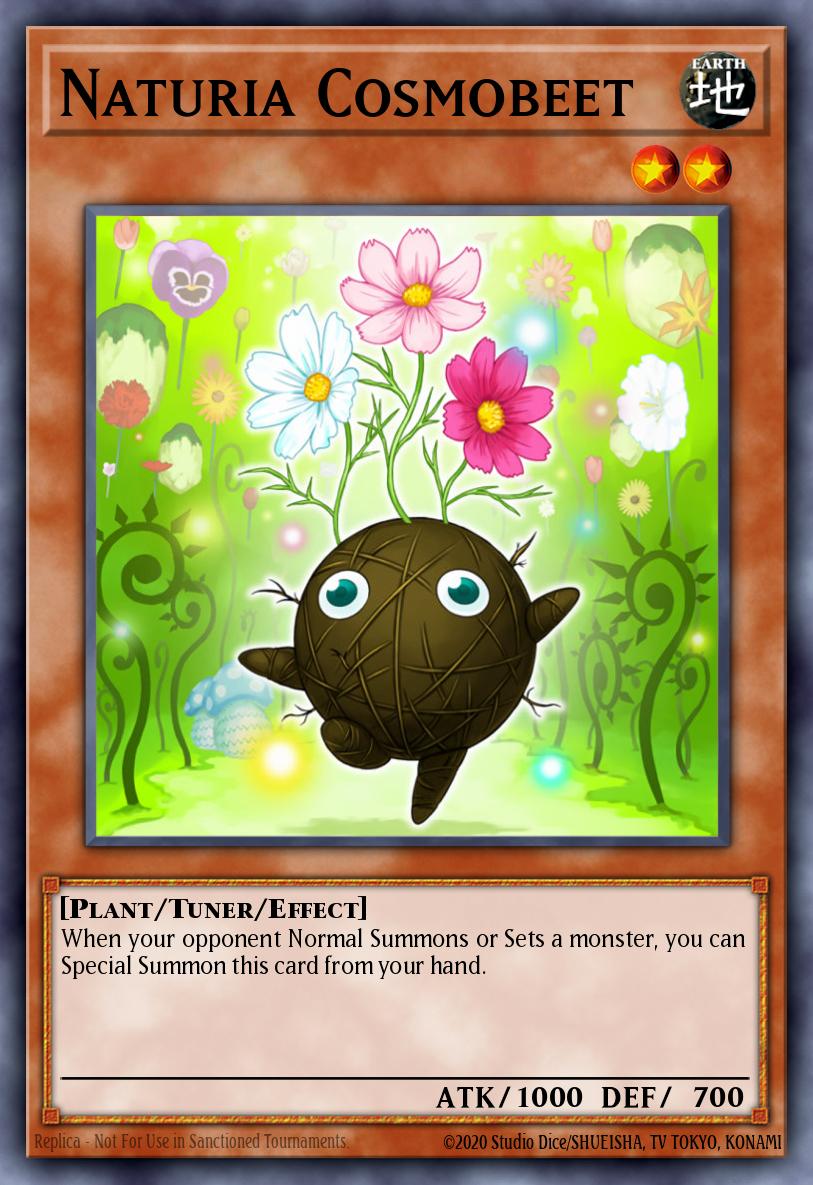 Naturia Cosmobeet
EARTH
地
[Plant/Tuner/Effect]
When your opponent Normal Summons or Sets a monster, you can
Special Summon this card from your hand.
ATK/1000 DEF/ 700
Replica - Not For Use in Sanctioned Tournaments.
©2020 Studio Dice/SHUEISHA, TV TOKYO, KONAMI